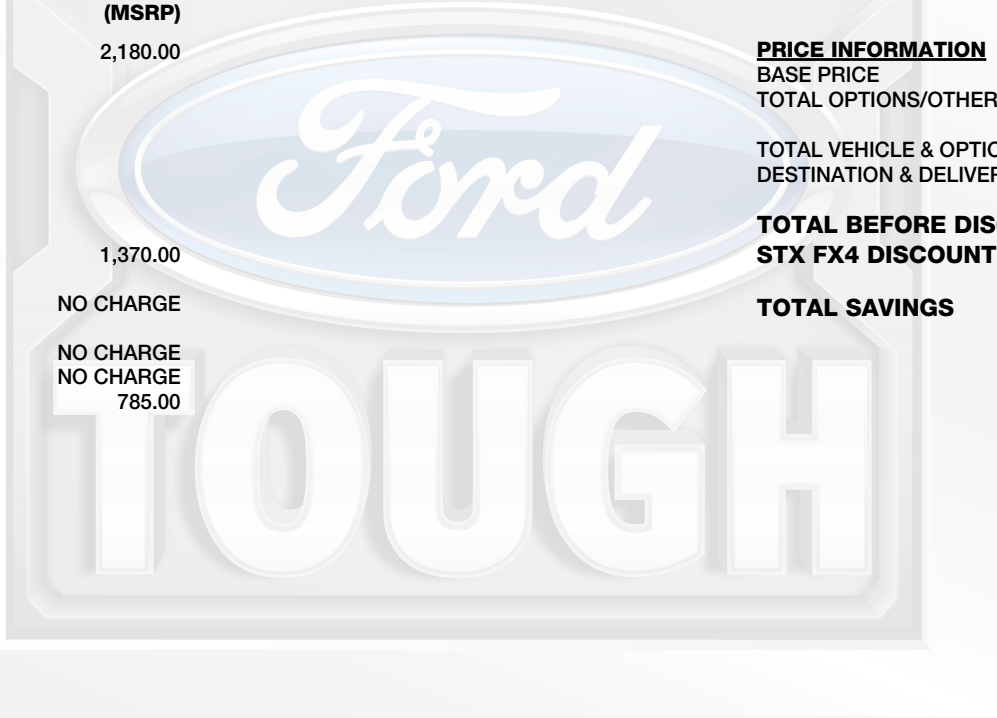 (MSRP)
2,180.00
1,370.00
NO CHARGE
NO CHARGE
NO CHARGE
785.00
PRICE INFORMATION
BASE PRICE
TOTAL OPTIONS/OTHER
TOTAL VEHICLE & OPTIO
DESTINATION & DELIVER
TOTAL BEFORE DISC
STX FX4 DISCOUNT
TOTAL SAVINGS
Ford
TOUGH